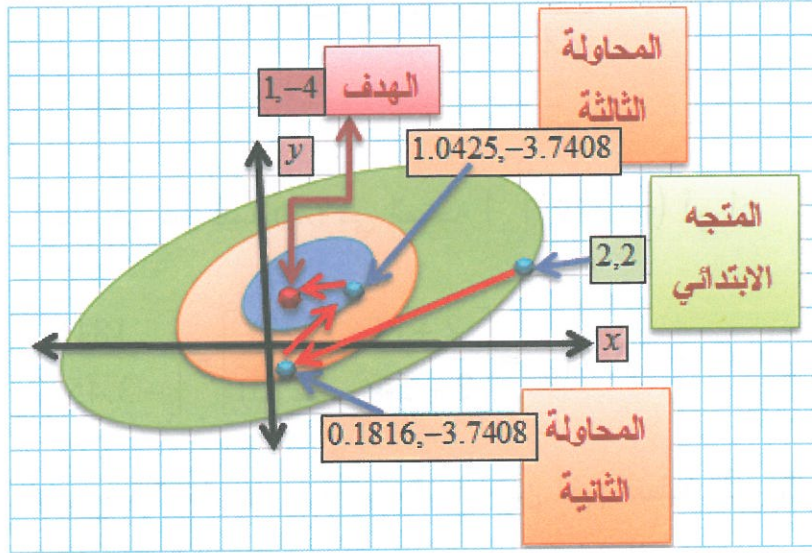 المحاولة
الثالثة
الهدف
1,−4
y
1.0425,−3.7408
المتجه
الابتدائي
2,2
x
0.1816,−3.7408
المحاولة
الثانية